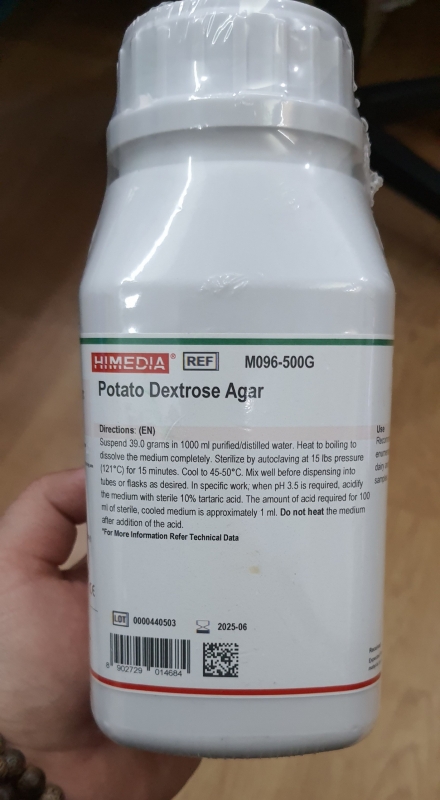 HIMEDIA® REF M096-500G
Potato Dextrose Agar
Directions: (EN)
Suspend 39.0 grams in 1000 ml purified/distilled water. Heat to boiling to
dissolve the medium completely. Sterilize by autoclaving at 15 lbs pressure
(121°C) for 15 minutes. Cool to 45-50°C. Mix well before dispensing into
tubes or flasks as desired. In specific work, when pH 3.5 is required, acidify
the medium with sterile 10% tartaric acid. The amount of acid required for 100
ml of sterile, cooled medium is approximately 1 ml. Do not heat the medium
after addition of the acid.
*For More Information Refer Technical Data
Use
LOT 0000440503 2025-06
8 902729 014684